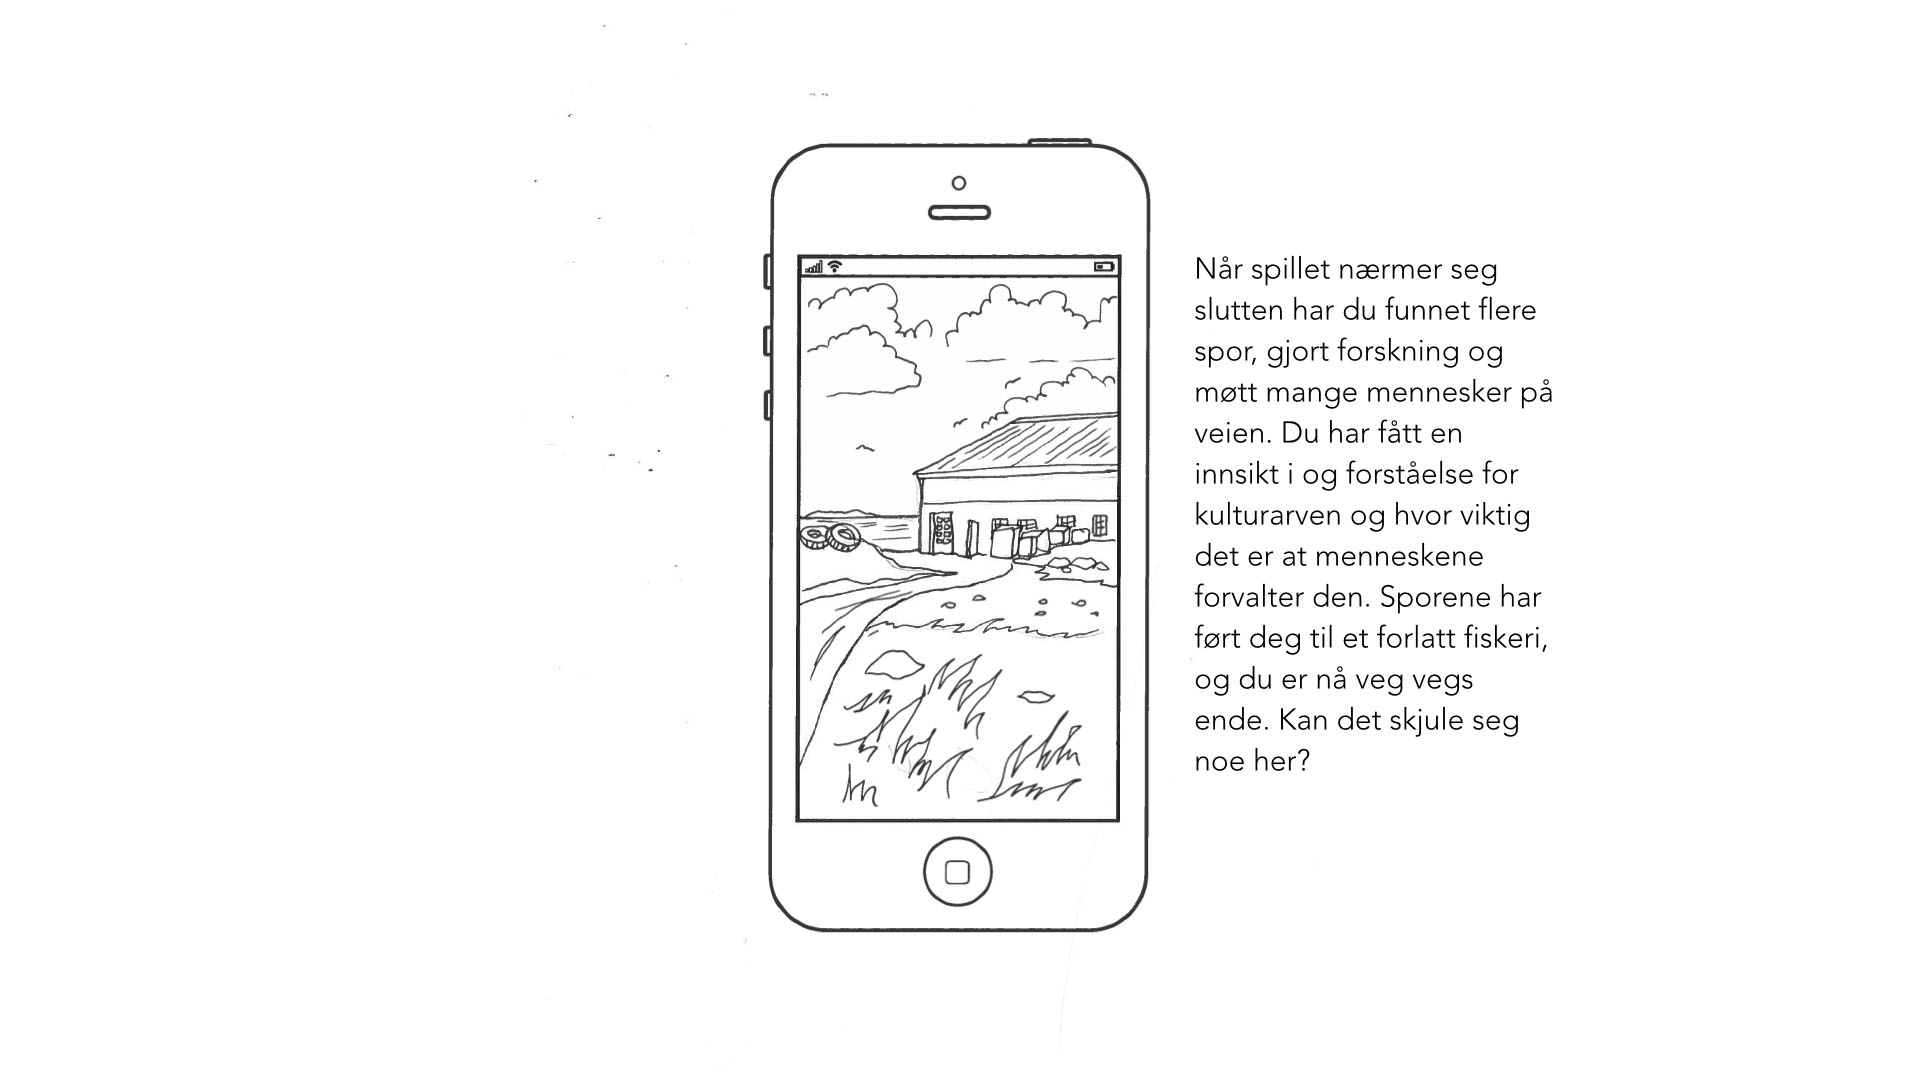 Når spillet nærmer seg
slutten har du funnet flere
spor, gjort forskning og
møtt mange mennesker på
veien. Du har fått en
innsikt i og forståelse for
kulturarven og hvor viktig
det er at menneskene
forvalter den. Sporene har
ført deg til et forlatt fiskeri,
og du er nå veg vegs
ende. Kan det skjule seg
noe her?